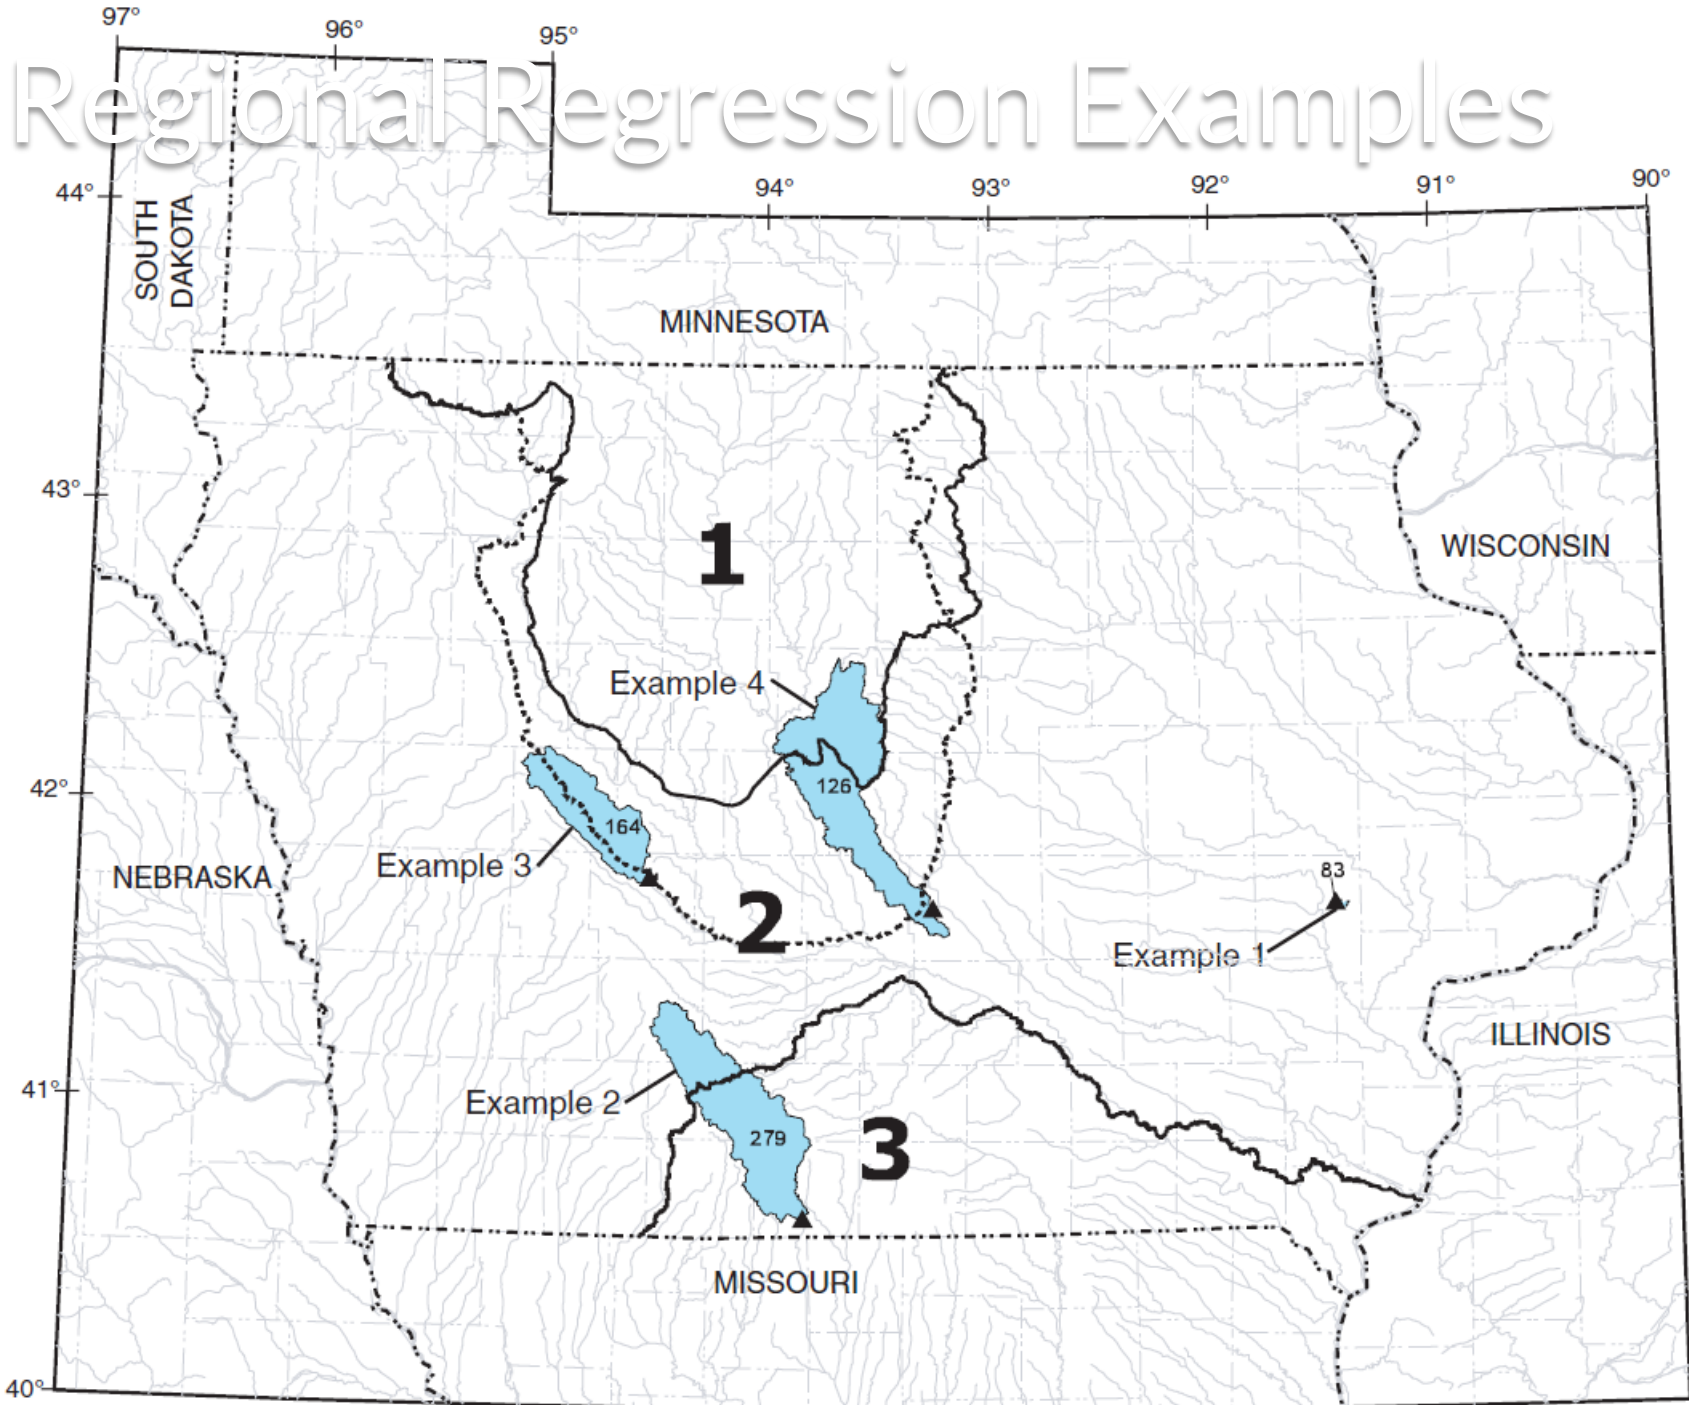 97°
96°
95°
Regional Regression Examples
44°
94°
93°
92°
91°
90°
SOUTH
DAKOTA
MINNESOTA
43°
1
WISCONSIN
Example 4
42°
126
164
Example 3
NEBRASKA
83
2
Example 1
ILLINOIS
41°
Example 2
279
3
MISSOURI
40°